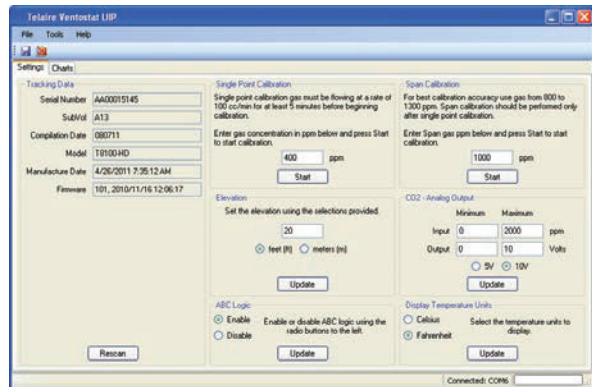 Telaire Ventostat UIP
File Tools Help
Settings Charts
Tracking Data
Serial Number AA00015145
SubVol A13
Compilation Date 080711
Model T8100-HD
Manufacture Date 4/26/2011 7:35:12 AM
Firmware 101, 2010/11/16 12:06:17
Rescan
Single Point Calibration
Single point calibration gas must be flowing at a rate of
100 cc/min for at least 5 minutes before beginning
calibration.
Enter gas concentration in ppm below and press Start
to start calibration.
400 ppm
Start
Span Calibration
For best calibration accuracy use gas from 800 to
1300 ppm. Span calibration should be performed only
after single point calibration.
Enter Span gas ppm below and press Start to start
calibration.
1000 ppm
Start
Elevation
Set the elevation using the selections provided.
20
feet (ft) meters (m)
Update
CO2 - Analog Output
Minimum Maximum
Input 0 2000 ppm
Output 0 10 Volts
5V 10V
Update
ABC Logic
Enable
Disable
Enable or disable ABC logic using the
radio buttons to the left.
Update
Display Temperature Units
Celsius
Fahrenheit
Select the temperature units to
display.
Update
Connected: COM6